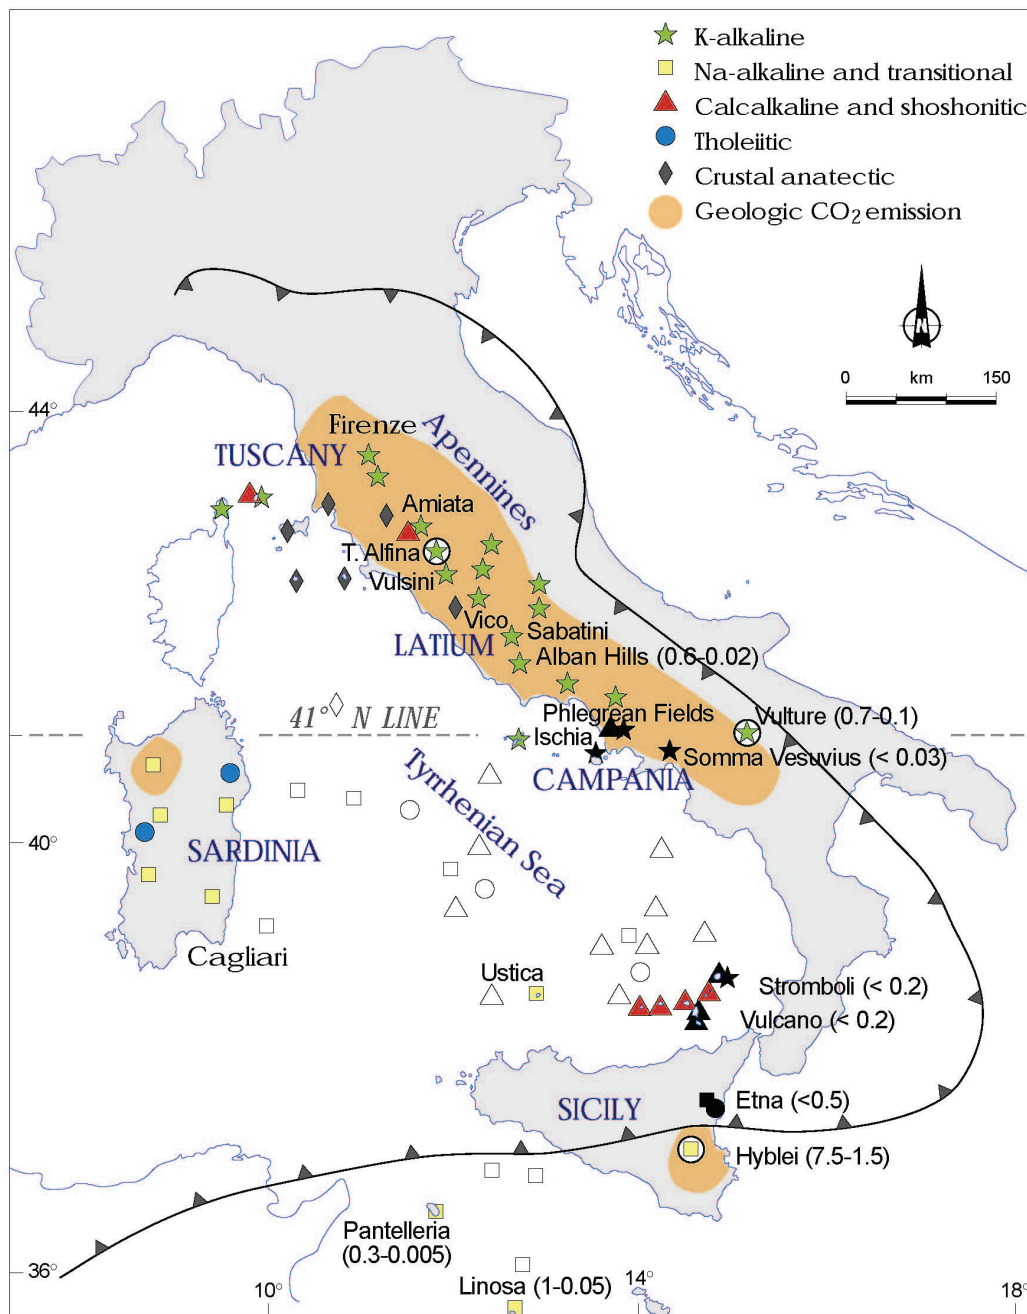 K-alkaline
Na-alkaline and transitional
Calcalkaline and shoshonitic
Tholeiitic
Crustal anatectic
Geologic CO₂ emission
N
0 km 150
44°
Firenze
TUSCANY
Apennines
Amiata
T. Alfina
Vulsini
Vico
Sabatini
LATIUM
Alban Hills (0.6-0.02)
41° N LINE
Phlegrean Fields
Ischia
Vulture (0.7-0.1)
Somma Vesuvius (< 0.03)
CAMPANIA
Tyrrhenian Sea
40°
SARDINIA
Cagliari
Ustica
Stromboli (< 0.2)
Vulcano (< 0.2)
SICILY
Etna (<0.5)
Hyblei (7.5-1.5)
Pantelleria
(0.3-0.005)
36°
Linosa (1-0.05)
10°
14°
18°